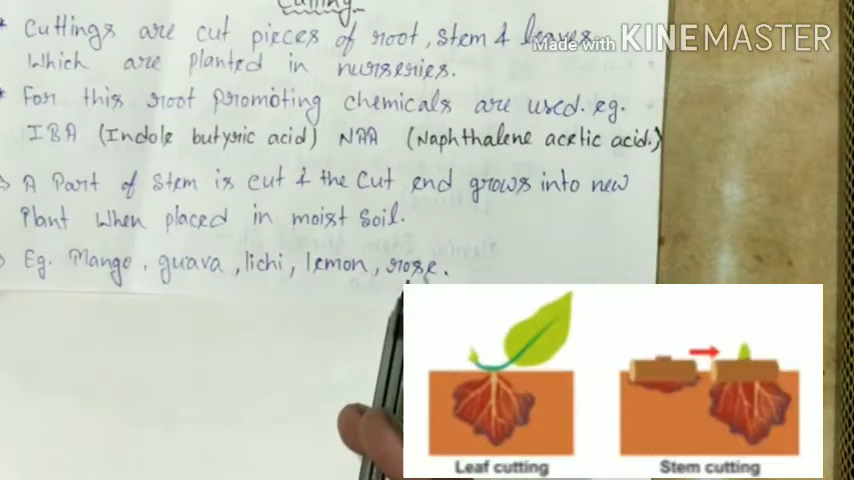 Cutting
* Cuttings are cut pieces of root, stem & leaves
Made with KINEMASTER
which are planted in nurseries.
* For this root promoting chemicals are used. eg.
IBA (Indole butyric acid) NAA (Naphthalene acetic acid.)
A Part of Stem is cut & the cut end grows into new
Plant when placed in moist soil.
Eg. Mango, guava, lichi, lemon, rose.
Leaf cutting
Stem cutting